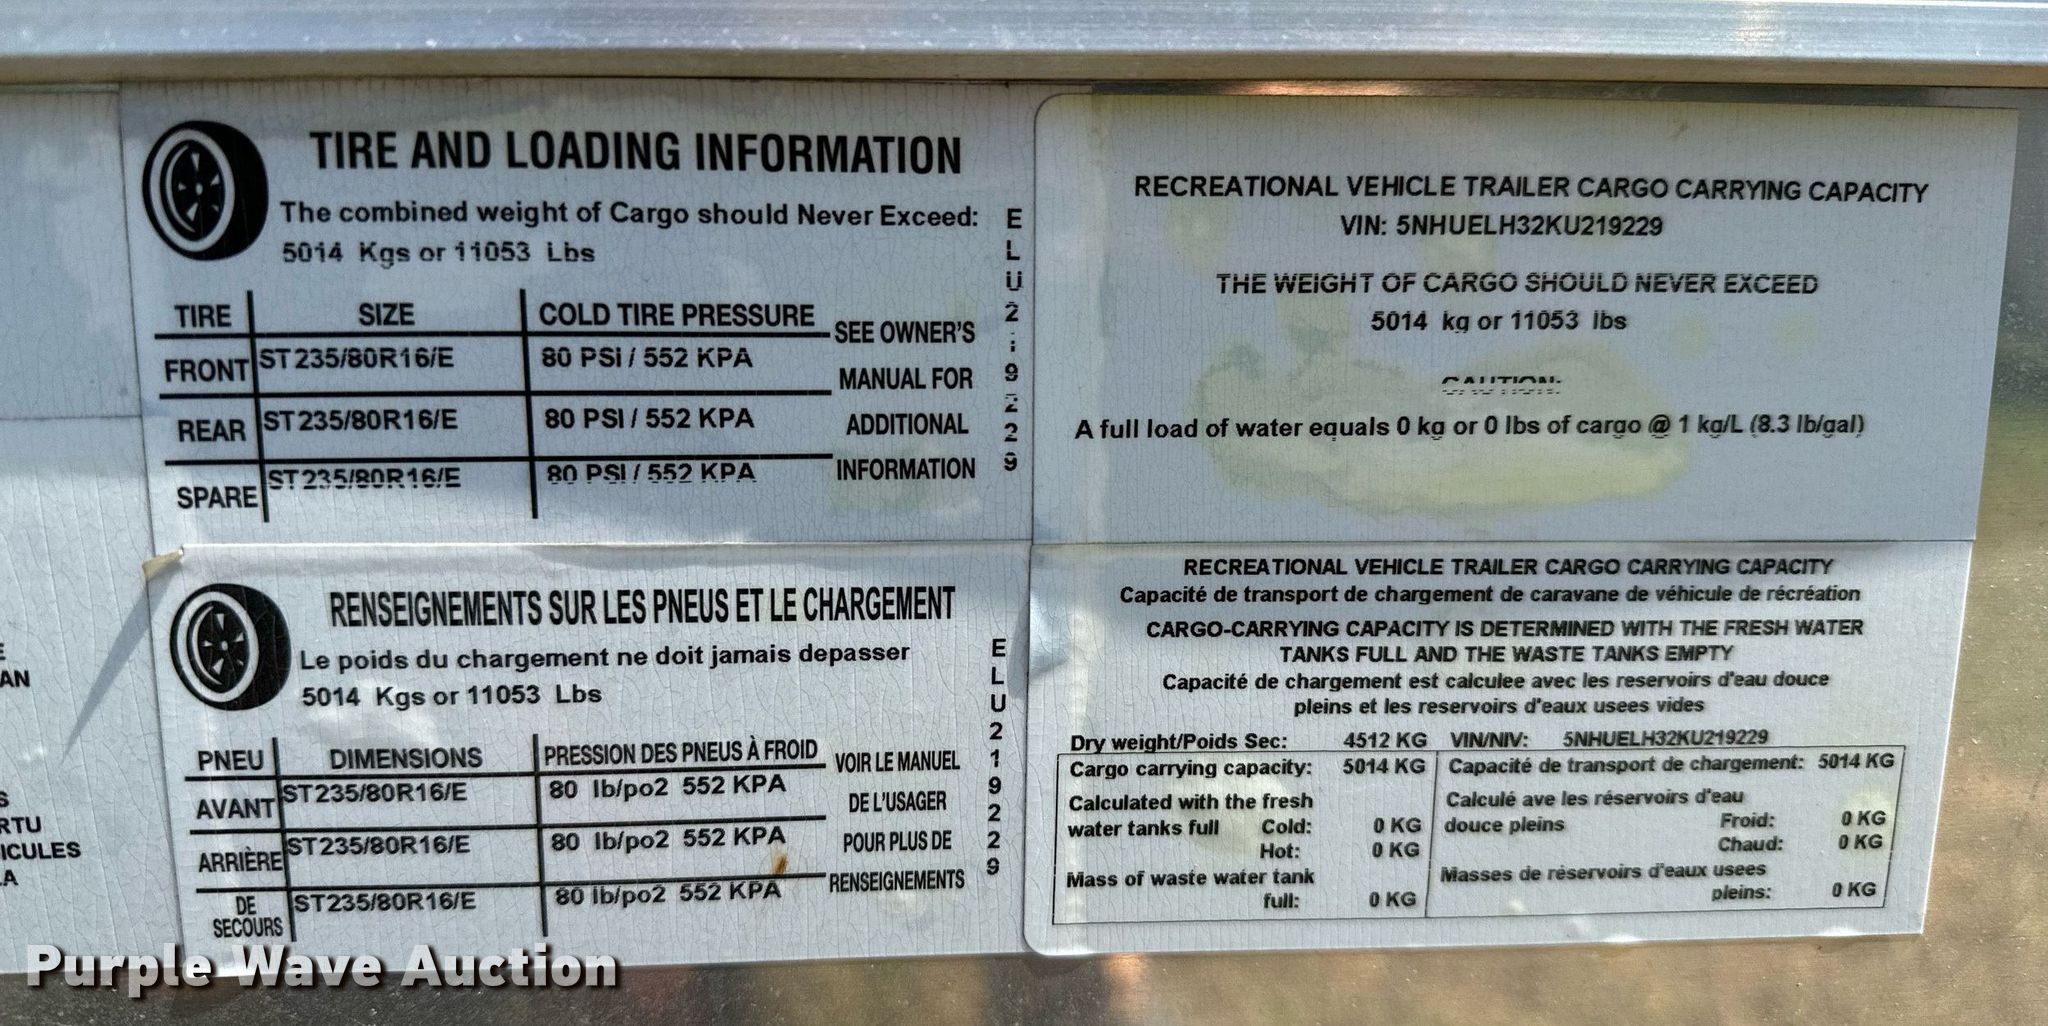 TIRE AND LOADING INFORMATION
The combined weight of Cargo should Never Exceed:
5014 Kgs or 11053 Lbs
TIRE SIZE COLD TIRE PRESSURE
FRONT ST235/80R16/E 80 PSI / 552 KPA
REAR ST235/80R16/E 80 PSI / 552 KPA
SPARE ST235/80R16/E 80 PSI / 552 KPA
SEE OWNER'S
MANUAL FOR
ADDITIONAL
INFORMATION
ELU219229
RECREATIONAL VEHICLE TRAILER CARGO CARRYING CAPACITY
VIN: 5NHUELH32KU219229
THE WEIGHT OF CARGO SHOULD NEVER EXCEED
5014 kg or 11053 lbs
CAUTION:
A full load of water equals 0 kg or 0 lbs of cargo @ 1 kg/L (8.3 lb/gal)
RENSEIGNEMENTS SUR LES PNEUS ET LE CHARGEMENT
Le poids du chargement ne doit jamais depasser
5014 Kgs or 11053 Lbs
PNEU DIMENSIONS PRESSION DES PNEUS À FROID
AVANT ST235/80R16/E 80 lb/po2 552 KPA
ARRIÈRE ST235/80R16/E 80 lb/po2 552 KPA
DE
SECOURS ST235/80R16/E 80 lb/po2 552 KPA
VOIR LE MANUEL
DE L'USAGER
POUR PLUS DE
RENSEIGNEMENTS
ELU219229
RECREATIONAL VEHICLE TRAILER CARGO CARRYING CAPACITY
Capacité de transport de chargement de caravane de véhicule de récréation
CARGO-CARRYING CAPACITY IS DETERMINED WITH THE FRESH WATER
TANKS FULL AND THE WASTE TANKS EMPTY
Capacité de chargement est calculee avec les reservoirs d'eau douce
pleins et les reservoirs d'eaux usees vides
Dry weight/Poids Sec: 4512 KG VIN/NIV: 5NHUELH32KU219229
Cargo carrying capacity: 5014 KG
Calculated with the fresh
water tanks full Cold: 0 KG
Hot: 0 KG
Mass of waste water tank
full: 0 KG
Capacité de transport de chargement: 5014 KG
Calculé ave les réservoirs d'eau
douce pleins Froid: 0 KG
Chaud: 0 KG
Masses de rèservoirs d'eaux usees
pleins: 0 KG
AN
RTU
ICULES
Purple Wave Auction